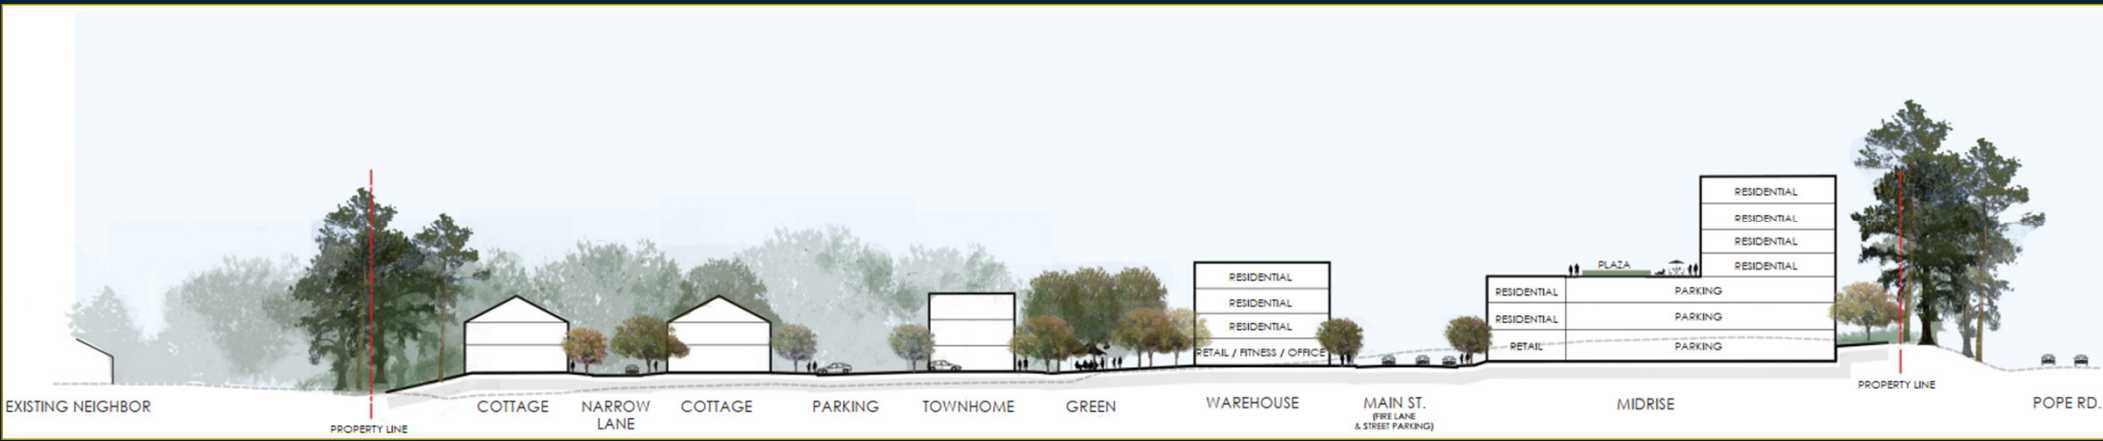 RESIDENTIAL
RESIDENTIAL
RESIDENTIAL
RESIDENTIAL
PLAZA
RESIDENTIAL
RESIDENTIAL
RESIDENTIAL
RETAIL / FITNESS / OFFICE
RESIDENTIAL PARKING
RESIDENTIAL PARKING
RETAIL PARKING
EXISTING NEIGHBOR
PROPERTY LINE
COTTAGE
NARROW
LANE
COTTAGE
PARKING
TOWNHOME
GREEN
WAREHOUSE
MAIN ST.
(FIRE LANE
& STREET PARKING)
MIDRISE
PROPERTY LINE
POPE RD.